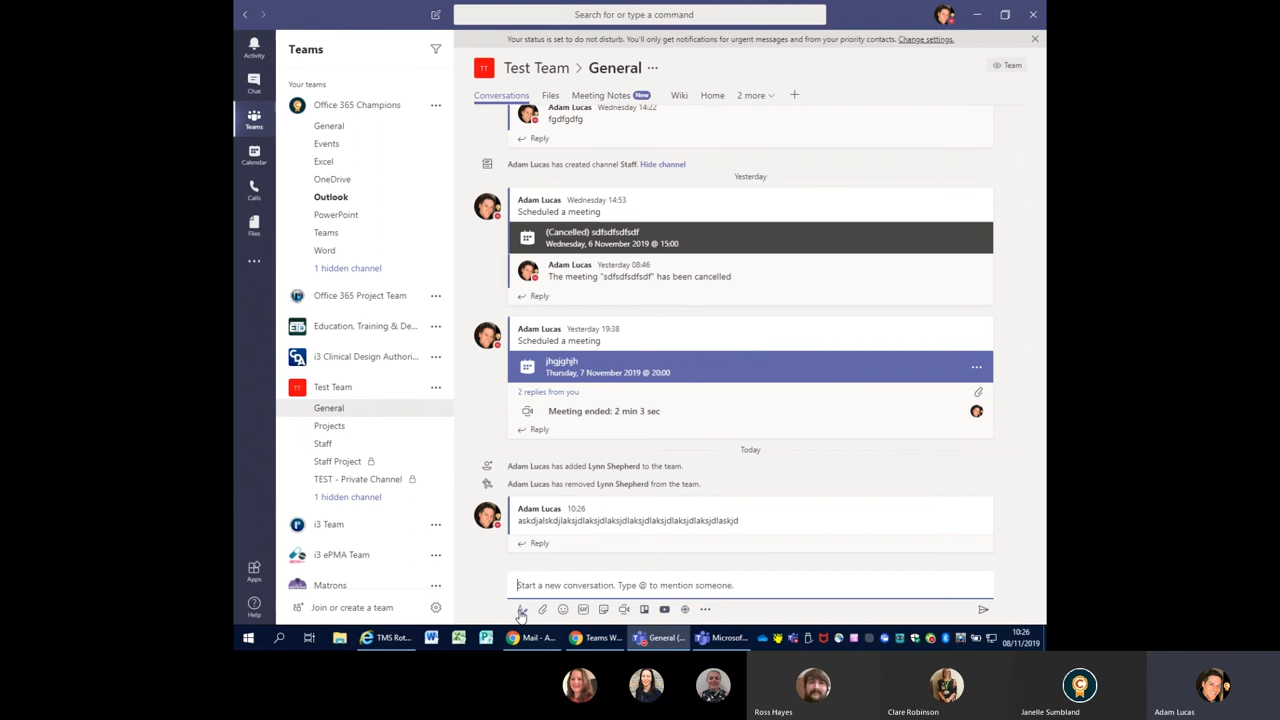 Search for or type a command
Activity
Chat
Teams
Calendar
Calls
Files
Apps
Help
Teams
Your teams
Office 365 Champions
General
Events
Excel
OneDrive
Outlook
PowerPoint
Teams
Word
1 hidden channel
Office 365 Project Team
Education, Training & De...
i3 Clinical Design Authori...
TT
Test Team
General
Projects
Staff
Staff Project
TEST - Private Channel
1 hidden channel
i3 Team
i3 ePMA Team
Matrons
Join or create a team
Your status is set to do not disturb. You'll only get notifications for urgent messages and from your priority contacts. Change settings.
TT
Test Team > General ...
Team
Conversations Files Meeting Notes New Wiki Home 2 more +
Adam Lucas Wednesday 14:22
fgdfgdfg
Reply
Adam Lucas has created channel Staff. Hide channel
Yesterday
Adam Lucas Wednesday 14:53
Scheduled a meeting
(Cancelled) sdfsdfsdfsdf
Wednesday, 6 November 2019 @ 15:00
Adam Lucas Yesterday 08:46
The meeting "sdfsdfsdfsdf" has been cancelled
Reply
Adam Lucas Yesterday 19:38
Scheduled a meeting
jhgjghjh
Thursday, 7 November 2019 @ 20:00
2 replies from you
Meeting ended: 2 min 3 sec
Reply
Today
Adam Lucas has added Lynn Shepherd to the team.
Adam Lucas has removed Lynn Shepherd from the team.
Adam Lucas 10:26
askdjalskdjlaksjdlaksjdlaksjdlaksjdlaksjdlaksjdlaksjdlaskjd
Reply
Start a new conversation. Type @ to mention someone.
GIF
TMS Rot...
Mail - A...
Teams W...
General (...
Microsof...
10:26
08/11/2019
Ross Hayes
Clare Robinson
Janelle Sumbland
Adam Lucas